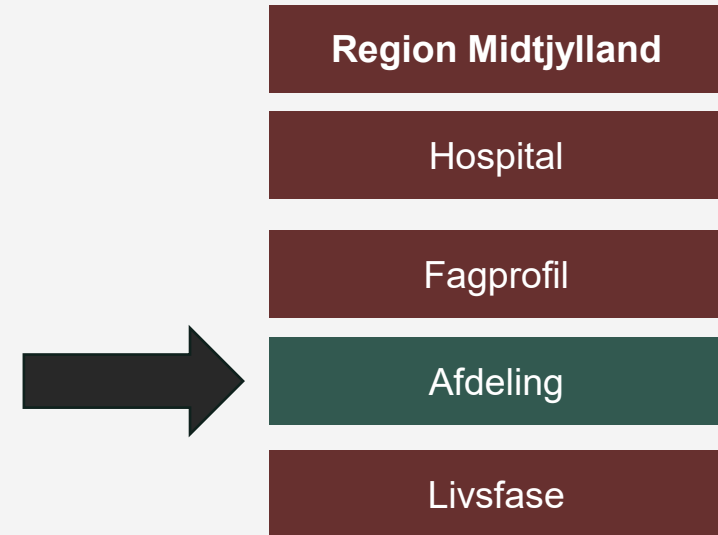 Region Midtjylland
Hospital
Fagprofil
Afdeling
Livsfase